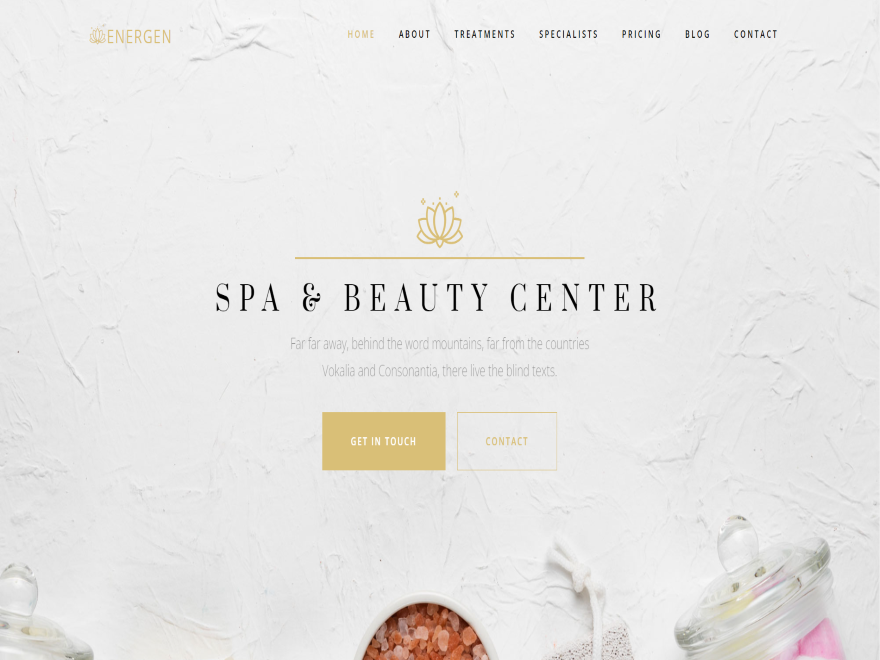 ENERGEN
HOME ABOUT TREATMENTS SPECIALISTS PRICING BLOG CONTACT
SPA & BEAUTY CENTER
Far far away, behind the word mountains, far from the countries
Vokalia and Consonantia, there live the blind texts.
GET IN TOUCH CONTACT